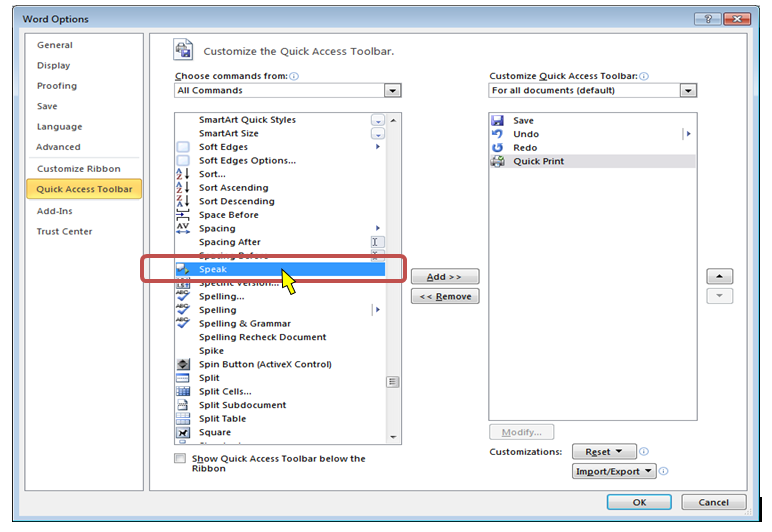 Word Options
General
Display
Proofing
Save
Language
Advanced
Customize Ribbon
Quick Access Toolbar
Add-Ins
Trust Center
Customize the Quick Access Toolbar.
Choose commands from:
All Commands
SmartArt Quick Styles
SmartArt Size
Soft Edges
Soft Edges Options...
Sort...
Sort Ascending
Sort Descending
Space Before
Spacing
Spacing After
Spacing Before
Speak
Specific Version...
Spelling...
Spelling
Spelling & Grammar
Spelling Recheck Document
Spike
Spin Button (ActiveX Control)
Split
Split Cells...
Split Subdocument
Split Table
Square
Show Quick Access Toolbar below the
Ribbon
Add >>
<< Remove
Customize Quick Access Toolbar:
For all documents (default)
Save
Undo
Redo
Quick Print
Modify...
Customizations:
Reset
Import/Export
OK
Cancel